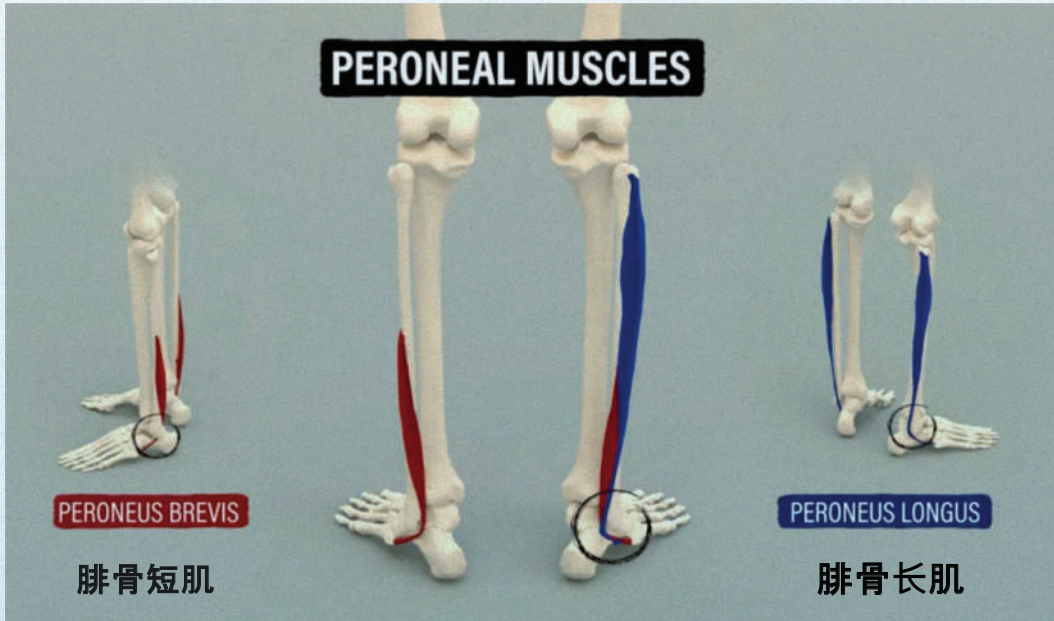 PERONEAL MUSCLES
PERONEUS BREVIS
PERONEUS LONGUS
腓骨短肌
腓骨长肌